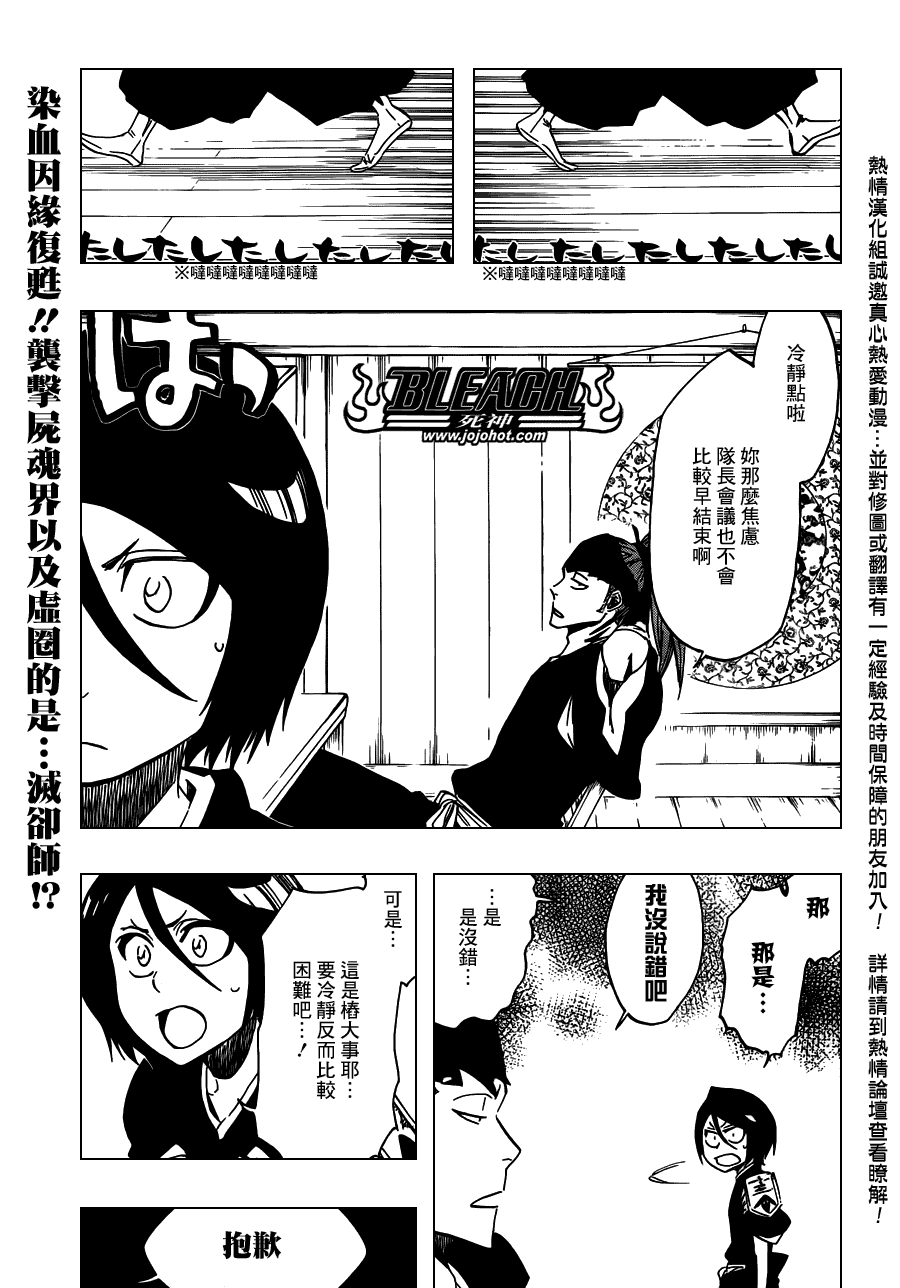 熱情漢化組誠邀真心熱愛動漫…並對修圖或翻譯有一定經驗及時間保障的朋友加入! 詳情請到熱情論壇查看瞭解!
たしたしたしたしたし
※噠噠噠噠噠噠噠噠
たしたしたしたしたし
※噠噠噠噠噠噠噠噠
冷靜點啦
妳那麼焦慮
隊長會議也不會
比較早結束啊
BLEACH
死神
www.jojohot.com
はっ
那
那是…
我沒說錯吧
…是
是沒錯…
可是…
這是樁大事耶…
要冷靜反而比較
困難吧…!
抱歉
染血因緣復甦!!襲擊屍魂界以及虛圈的是…滅卻師!?